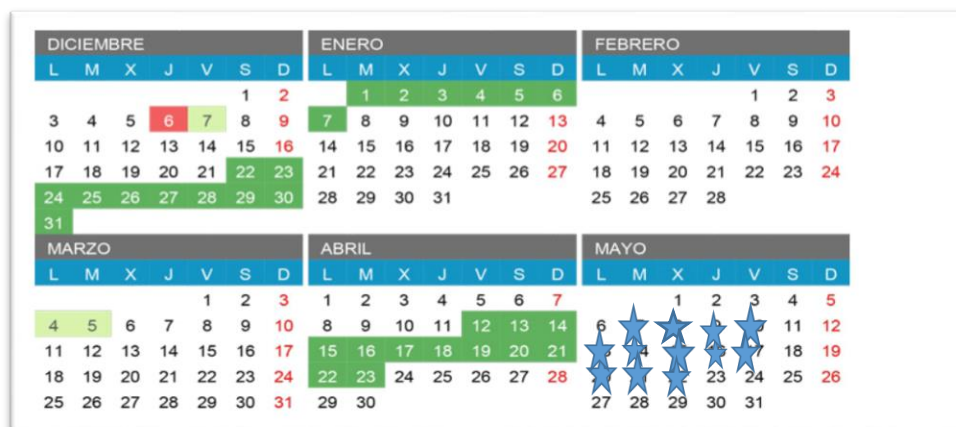 DICIEMBRE
L M X J V S D
1 2
3 4 5 6 7 8 9
10 11 12 13 14 15 16
17 18 19 20 21 22 23
24 25 26 27 28 29 30
31
ENERO
L M X J V S D
1 2 3 4 5 6
7 8 9 10 11 12 13
14 15 16 17 18 19 20
21 22 23 24 25 26 27
28 29 30 31
FEBRERO
L M X J V S D
1 2 3
4 5 6 7 8 9 10
11 12 13 14 15 16 17
18 19 20 21 22 23 24
25 26 27 28
MARZO
L M X J V S D
1 2 3
4 5 6 7 8 9 10
11 12 13 14 15 16 17
18 19 20 21 22 23 24
25 26 27 28 29 30 31
ABRIL
L M X J V S D
1 2 3 4 5 6 7
8 9 10 11 12 13 14
15 16 17 18 19 20 21
22 23 24 25 26 27 28
29 30
MAYO
L M X J V S D
1 2 3 4 5
6 11 12
18 19
23 24 25 26
27 28 29 30 31